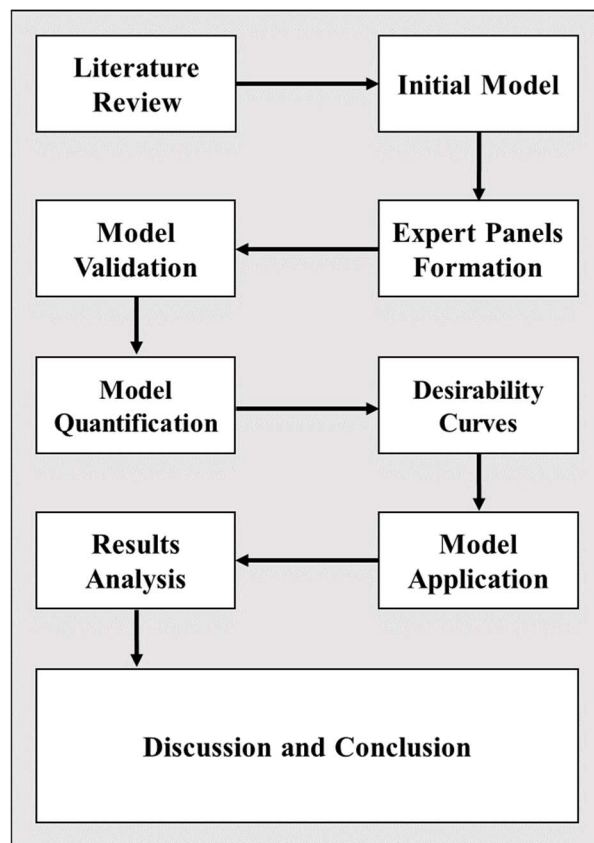 Literature
Review
Initial Model
Expert Panels
Formation
Model
Validation
Model
Quantification
Desirability
Curves
Model
Application
Results
Analysis
Discussion and Conclusion